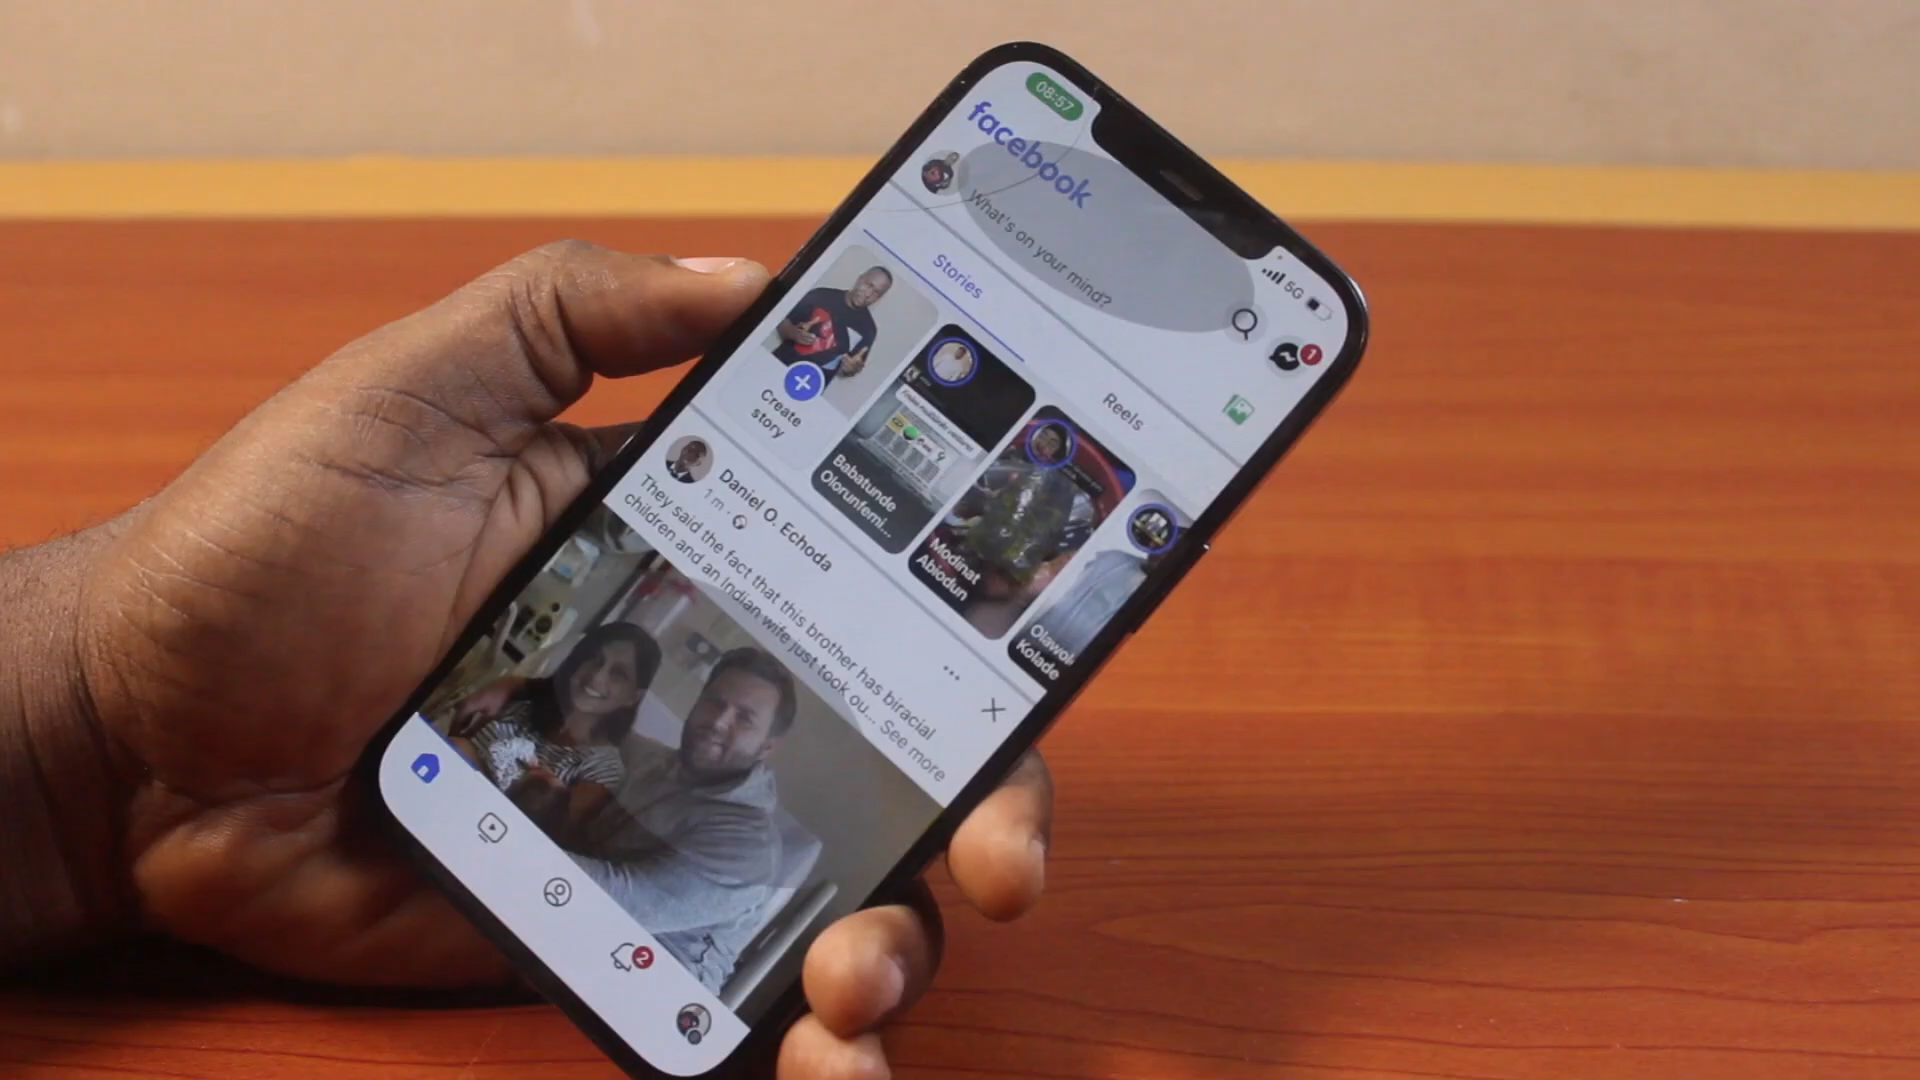 08:57
5G
facebook
1
What's on your mind?
Stories
Reels
Create
story
Babatunde
Olorunfemi...
Modinat
Abiodun
Olawol
Kolade
Daniel O. Echoda
1 m ·
They said the fact that this brother has biracial
children and an Indian wife just took ou... See more
2